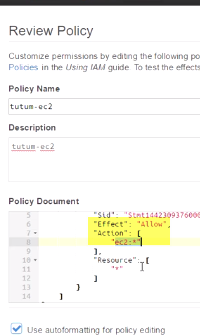 Review Policy
Customize permissions by editing the following po
Policies in the Using IAM guide. To test the effects
Policy Name
tutum-ec2
Description
tutum-ec2
Policy Document
5 "Sid": "Stmt1442309376000
6 "Effect": "Allow",
7 "Action": [
8 "ec2:*"
9 ],
10 "Resource": [
11 "*"
12 ]
13 }
14 ]
Use autoformatting for policy editing